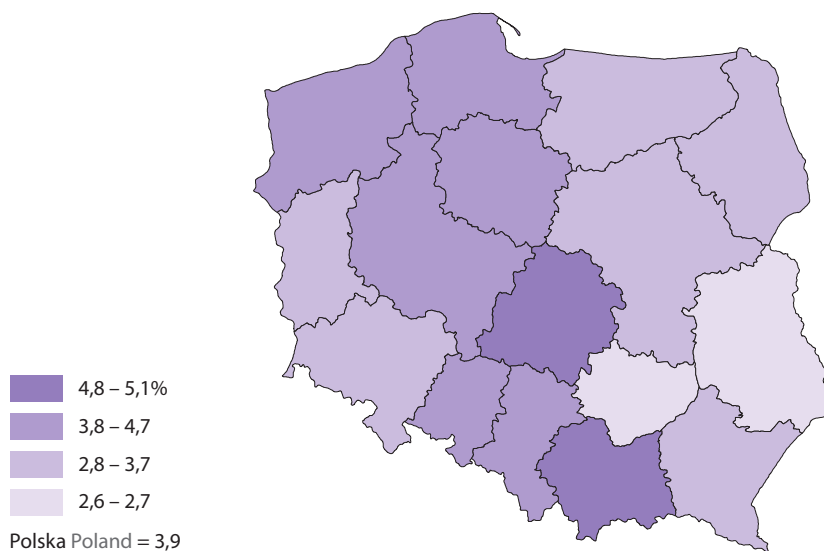 4,8 – 5,1%
3,8 – 4,7
2,8 – 3,7
2,6 – 2,7
Polska Poland = 3,9